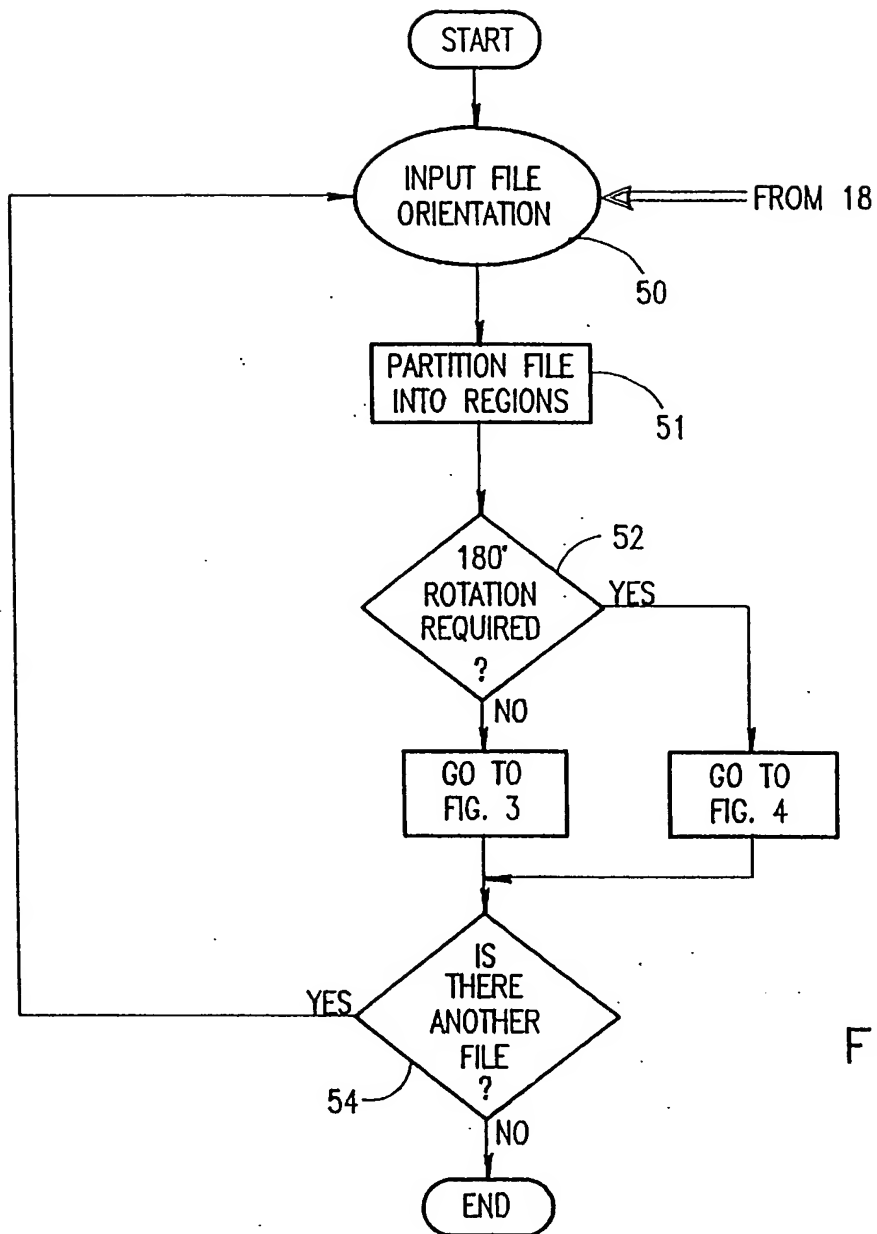 START
INPUT FILE
ORIENTATION
FROM 18
50
PARTITION FILE
INTO REGIONS
51
52
180°
ROTATION
REQUIRED
?
YES
NO
GO TO
FIG. 3
GO TO
FIG. 4
IS
THERE
ANOTHER
FILE
?
YES
54
NO
F
END